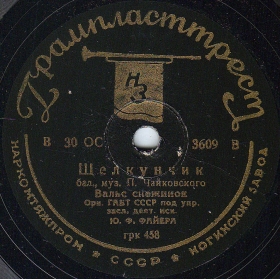 Грампласттрест
НЗ
В 30 ОС 3609 В
Щелкунчик
бал., муз. П. Чайковского
Вальс снежинок
Орк. ГАБТ СССР под упр.
засл. деят. иск.
Ю. Ф. ФАЙЕРА
грк 458
НАРКОМТЯЖПРОМ ★ СССР ★ НОГИНСКИЙ ЗАВОД